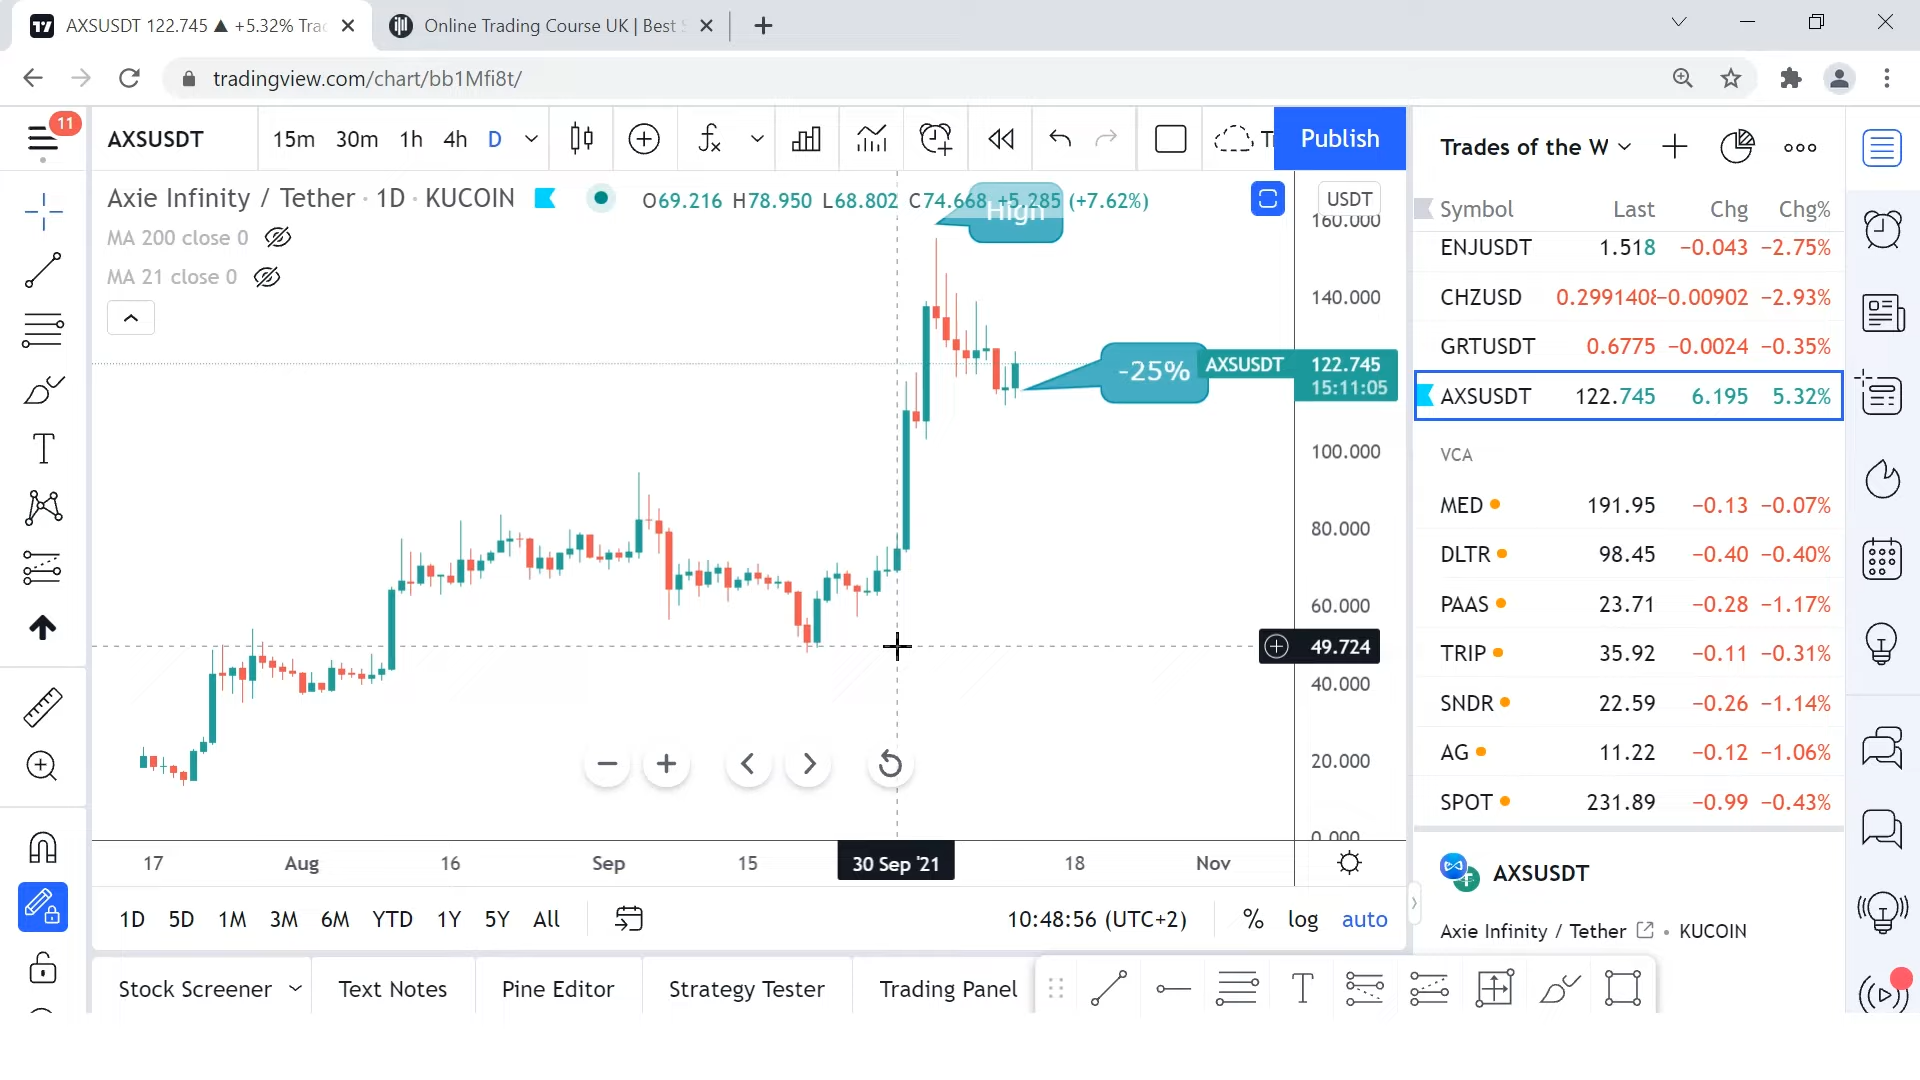 AXSUSDT 122.745 ▲ +5.32% Trac
Online Trading Course UK | Best S
tradingview.com/chart/bb1Mfi8t/
11
AXSUSDT
15m 30m 1h 4h D
Publish
Trades of the W
Axie Infinity / Tether · 1D · KUCOIN
O69.216 H78.950 L68.802 C74.668 +5.285 (+7.62%)
High
USDT
MA 200 close 0
MA 21 close 0
160.000
140.000
-25%
AXSUSDT
122.745
15:11:05
100.000
80.000
60.000
49.724
40.000
20.000
0.000
17 Aug 16 Sep 15 30 Sep '21 18 Nov
1D 5D 1M 3M 6M YTD 1Y 5Y All
10:48:56 (UTC+2)
% log auto
Stock Screener Text Notes Pine Editor Strategy Tester Trading Panel
Symbol Last Chg Chg%
ENJUSDT 1.518 −0.043 −2.75%
CHZUSD 0.2991408 −0.00902 −2.93%
GRTUSDT 0.6775 −0.0024 −0.35%
AXSUSDT 122.745 6.195 5.32%
VCA
MED 191.95 −0.13 −0.07%
DLTR 98.45 −0.40 −0.40%
PAAS 23.71 −0.28 −1.17%
TRIP 35.92 −0.11 −0.31%
SNDR 22.59 −0.26 −1.14%
AG 11.22 −0.12 −1.06%
SPOT 231.89 −0.99 −0.43%
AXSUSDT
Axie Infinity / Tether • KUCOIN